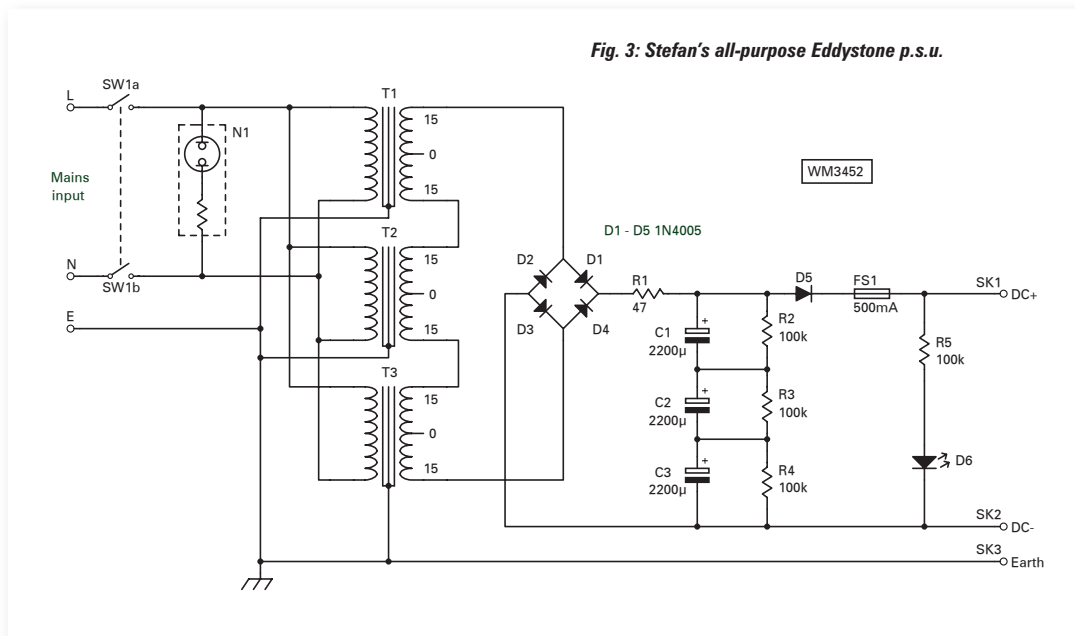 Fig. 3: Stefan's all-purpose Eddystone p.s.u.
SW1a
L
T1
15
N1
0
WM3452
Mains
input
15
D1 - D5 1N4005
T2
15
N
SW1b
D2
D1
D5
FS1
SK1
0
R1
DC+
47
500mA
E
15
D3
D4
C1
+
2200µ
R2
100k
R5
100k
T3
15
C2
+
2200µ
R3
100k
0
15
C3
+
2200µ
R4
100k
D6
SK2
DC-
SK3
Earth